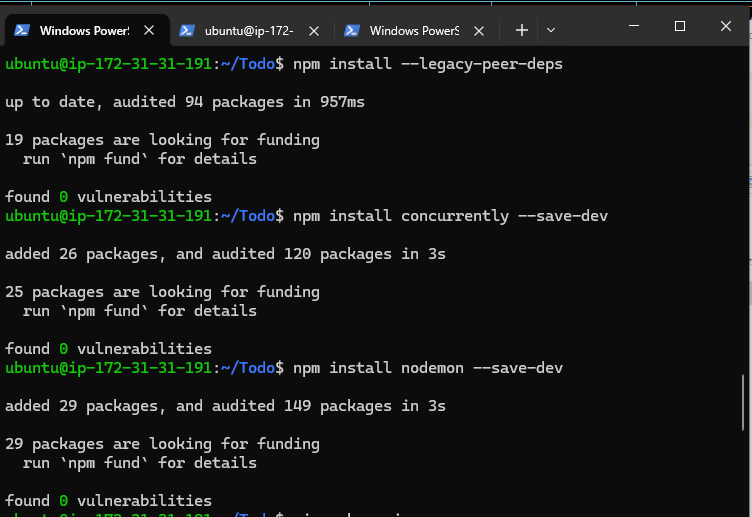 Windows PowerS
ubuntu@ip-172-
Windows PowerS
ubuntu@ip-172-31-31-191:~/Todo$ npm install --legacy-peer-deps
up to date, audited 94 packages in 957ms
19 packages are looking for funding
  run `npm fund` for details
found 0 vulnerabilities
ubuntu@ip-172-31-31-191:~/Todo$ npm install concurrently --save-dev
added 26 packages, and audited 120 packages in 3s
25 packages are looking for funding
  run `npm fund` for details
found 0 vulnerabilities
ubuntu@ip-172-31-31-191:~/Todo$ npm install nodemon --save-dev
added 29 packages, and audited 149 packages in 3s
29 packages are looking for funding
  run `npm fund` for details
found 0 vulnerabilities